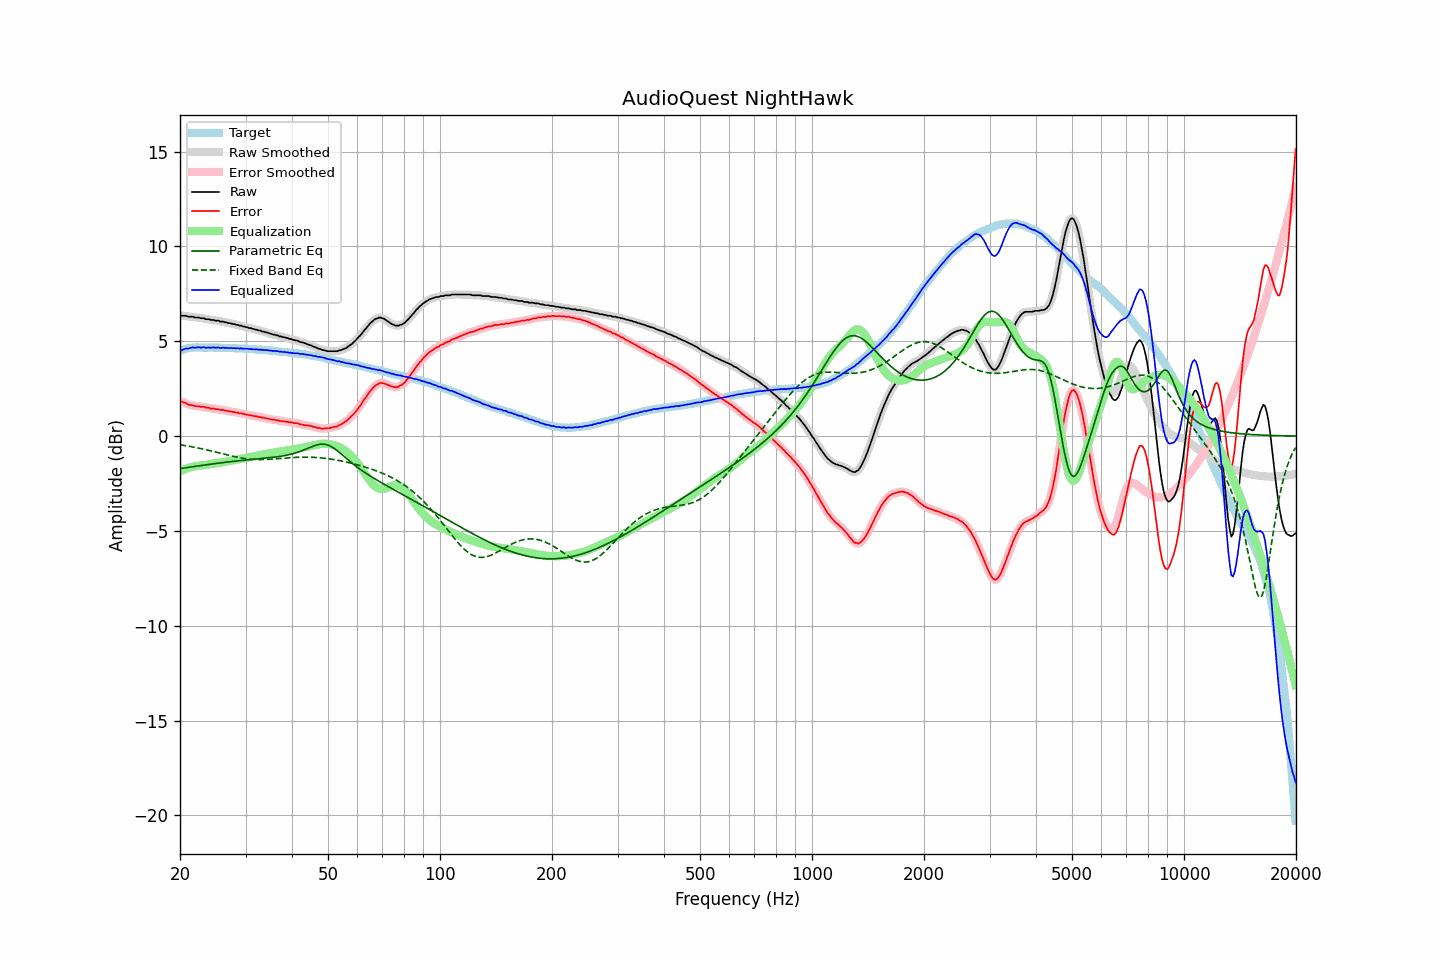 AudioQuest NightHawk
Target
Raw Smoothed
Error Smoothed
Raw
Error
Equalization
Parametric Eq
Fixed Band Eq
Equalized
15
10
5
0
−5
−10
−15
−20
Amplitude (dBr)
20 50 100 200 500 1000 2000 5000 10000 20000
Frequency (Hz)